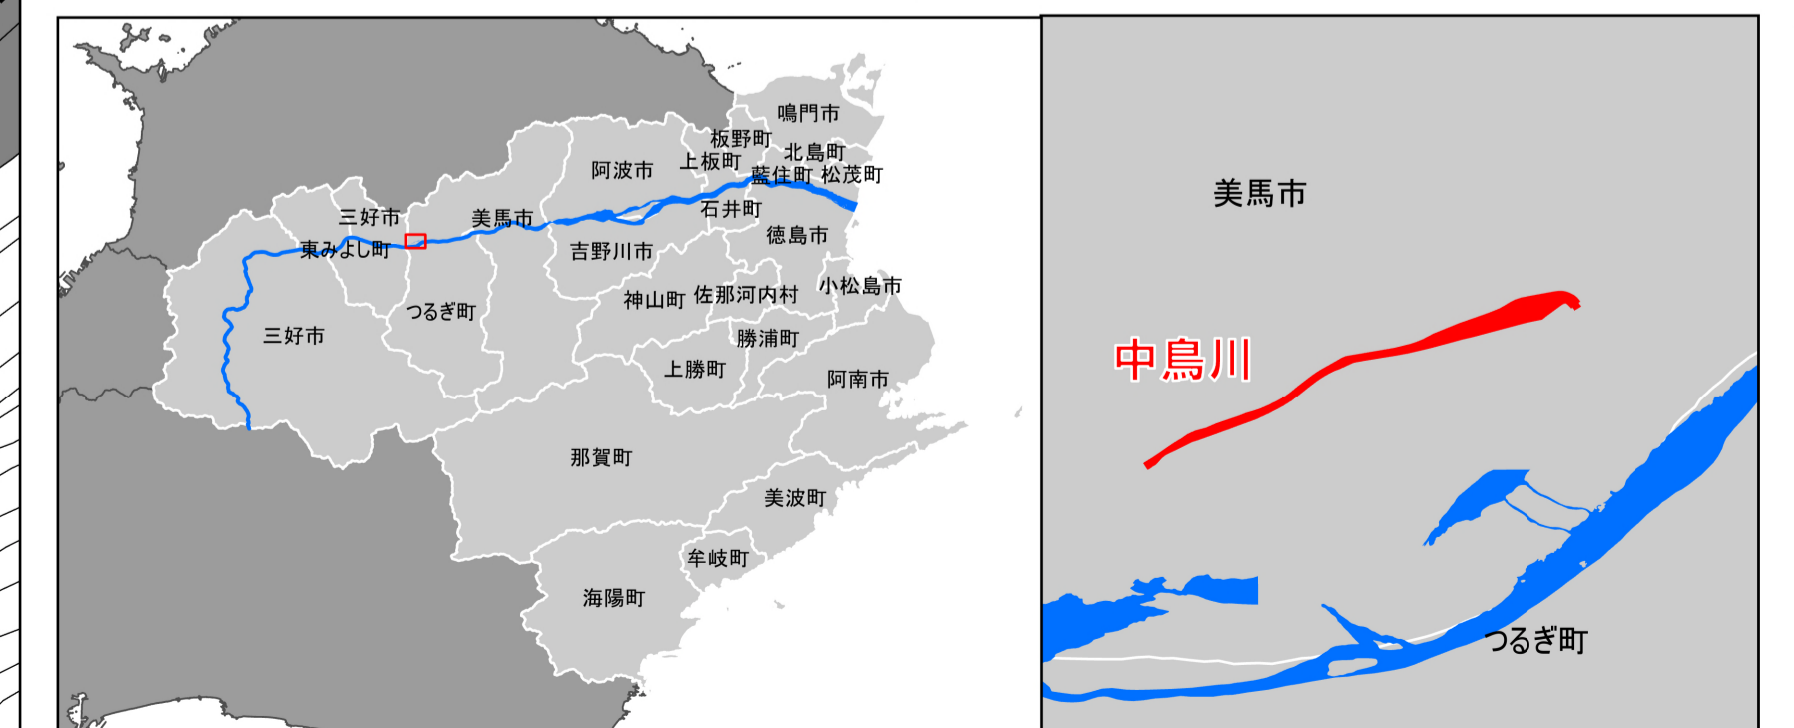 鳴門市
板野町
上板町
北島町
阿波市
藍住町
松茂町
三好市
美馬市
石井町
徳島市
東みよし町
吉野川市
小松島市
神山町
佐那河内村
つるぎ町
三好市
勝浦町
上勝町
阿南市
那賀町
美波町
牟岐町
海陽町
美馬市
中鳥川
つるぎ町